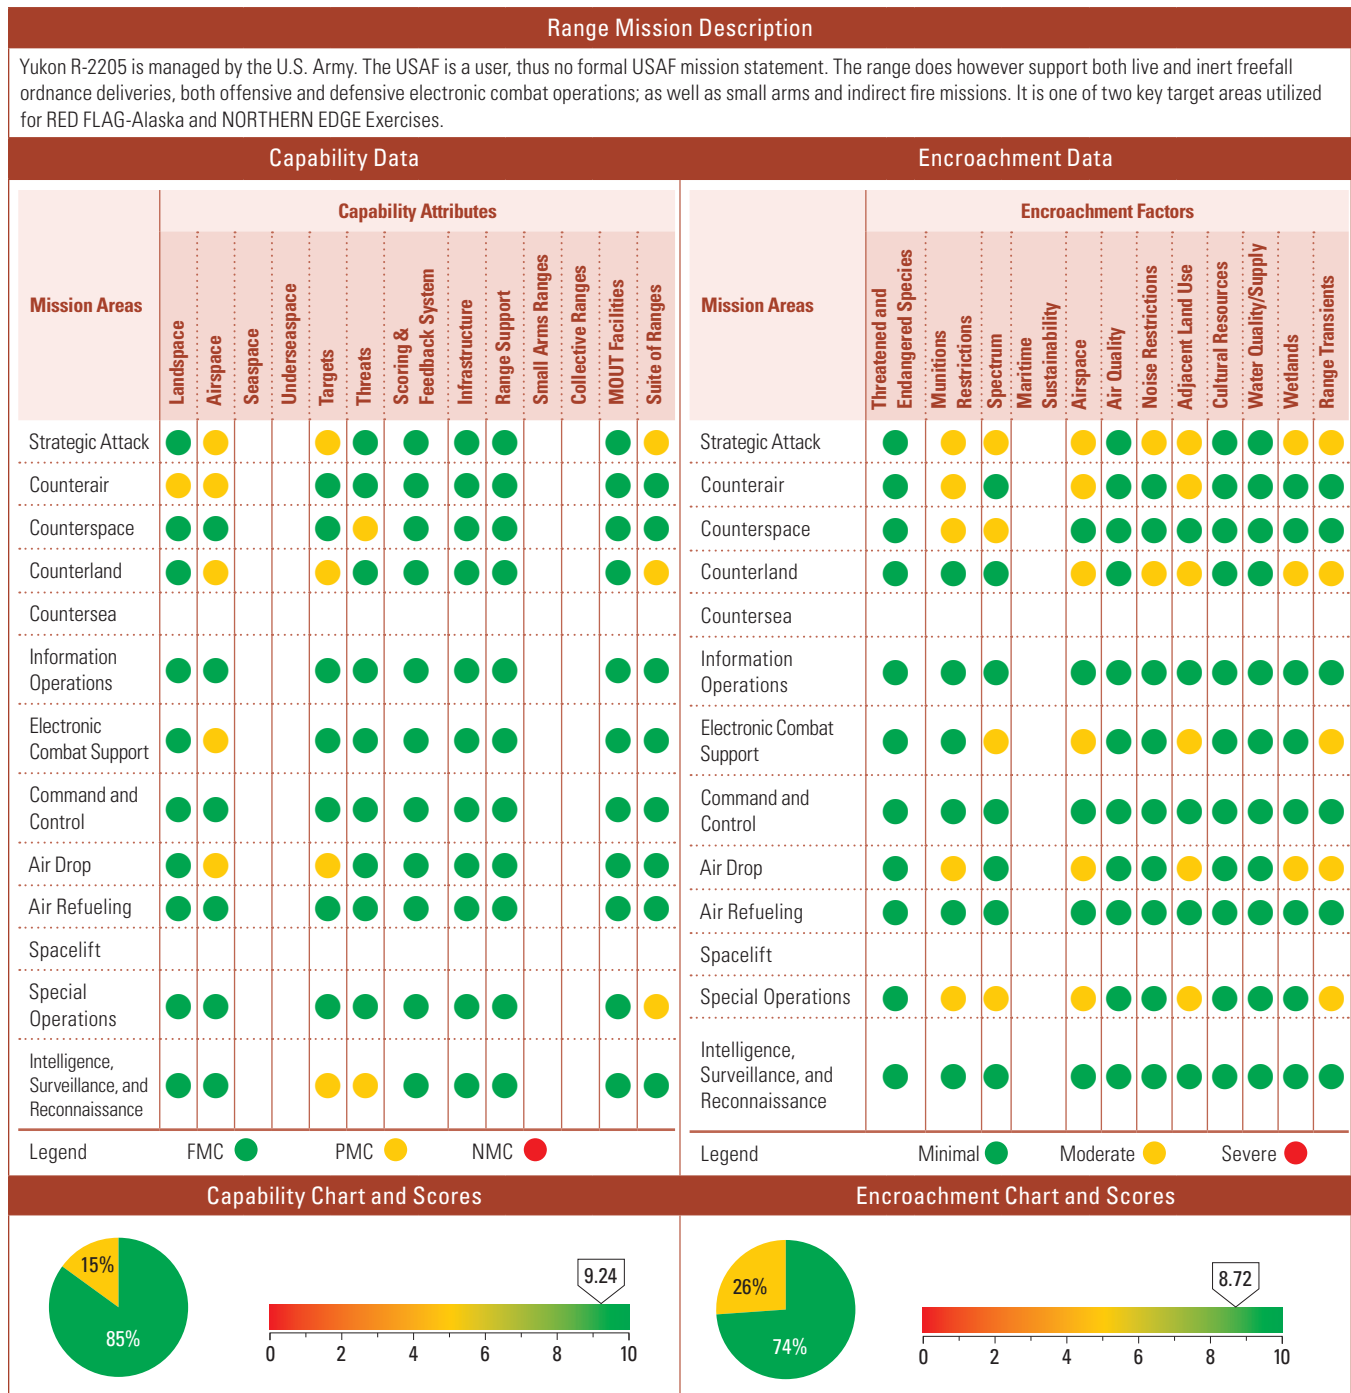 Range Mission Description
Yukon R-2205 is managed by the U.S. Army. The USAF is a user, thus no formal USAF mission statement. The range does however support both live and inert freefall
ordnance deliveries, both offensive and defensive electronic combat operations; as well as small arms and indirect fire missions. It is one of two key target areas utilized
for RED FLAG-Alaska and NORTHERN EDGE Exercises.
Capability Data
Mission Areas
Capability Attributes
Landspace
Airspace
Seaspace
Underseaspace
Targets
Threats
Scoring &
Feedback System
Infrastructure
Range Support
Small Arms Ranges
Collective Ranges
MOUT Facilities
Suite of Ranges
Strategic Attack
Counterair
Counterspace
Counterland
Countersea
Information
Operations
Electronic
Combat Support
Command and
Control
Air Drop
Air Refueling
Spacelift
Special
Operations
Intelligence,
Surveillance, and
Reconnaissance
Legend FMC PMC NMC
Encroachment Data
Mission Areas
Encroachment Factors
Threatened and
Endangered Species
Munitions
Restrictions
Spectrum
Maritime
Sustainability
Airspace
Air Quality
Noise Restrictions
Adjacent Land Use
Cultural Resources
Water Quality/Supply
Wetlands
Range Transients
Strategic Attack
Counterair
Counterspace
Counterland
Countersea
Information
Operations
Electronic Combat
Support
Command and
Control
Air Drop
Air Refueling
Spacelift
Special Operations
Intelligence,
Surveillance, and
Reconnaissance
Legend Minimal Moderate Severe
Capability Chart and Scores
15%
85%
9.24
0 2 4 6 8 10
Encroachment Chart and Scores
26%
74%
8.72
0 2 4 6 8 10